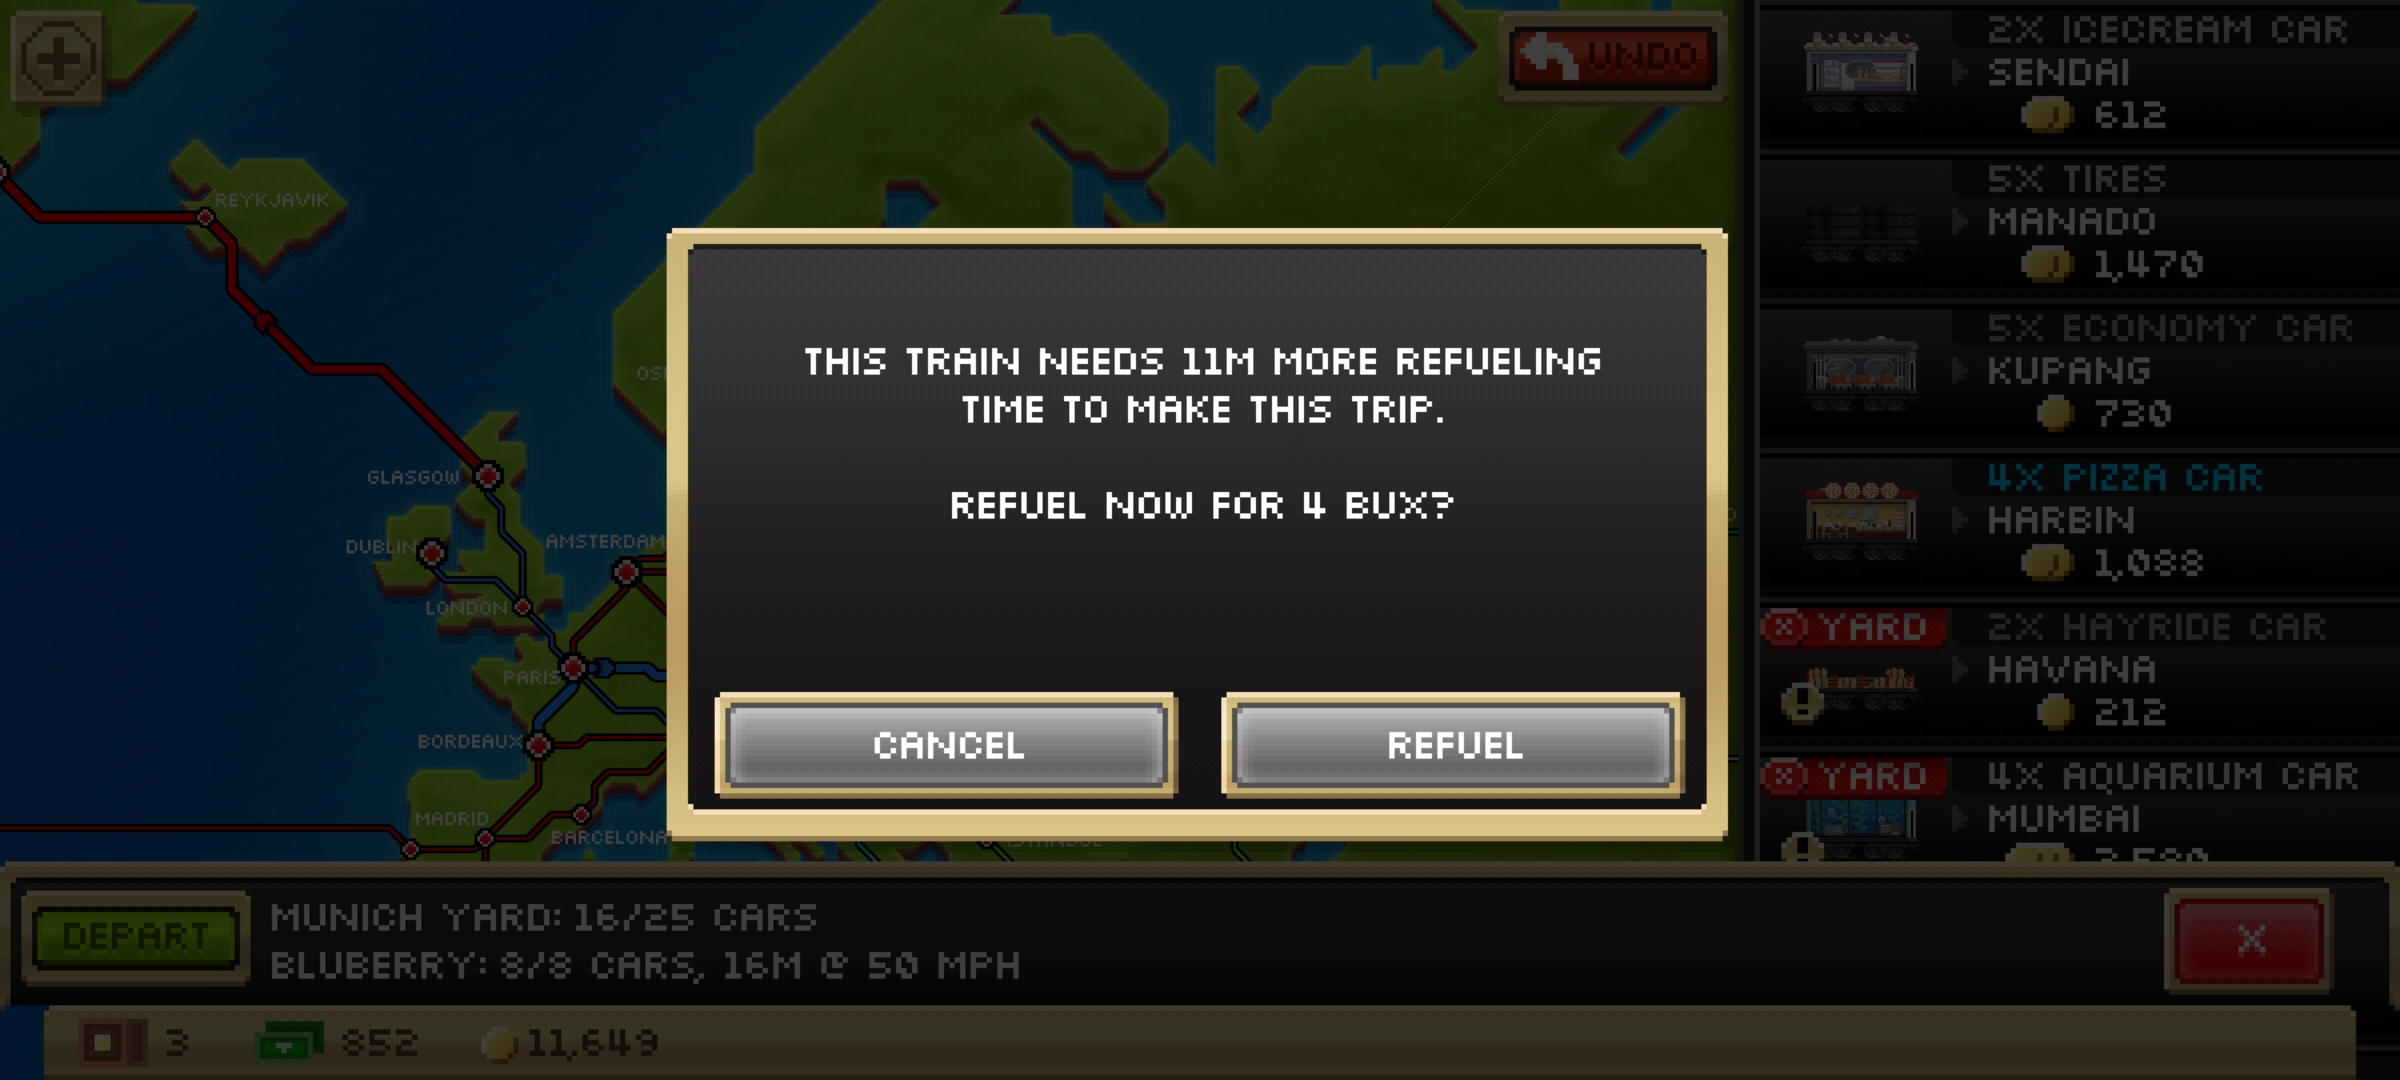 UNDO
REYKJAVIK
GLASGOW
DUBLIN
AMSTERDAM
LONDON
PARIS
BORDEAUX
MADRID
BARCELONA
ISTANBUL
THIS TRAIN NEEDS 11M MORE REFUELING
TIME TO MAKE THIS TRIP.
REFUEL NOW FOR 4 BUX?
CANCEL
REFUEL
2X ICECREAM CAR
SENDAI
612
5X TIRES
MANADO
1,470
5X ECONOMY CAR
KUPANG
730
4X PIZZA CAR
HARBIN
1,088
YARD
2X HAYRIDE CAR
HAVANA
212
YARD
4X AQUARIUM CAR
MUMBAI
DEPART
MUNICH YARD: 16/25 CARS
BLUBERRY: 8/8 CARS, 16M @ 50 MPH
X
3
852
11,649